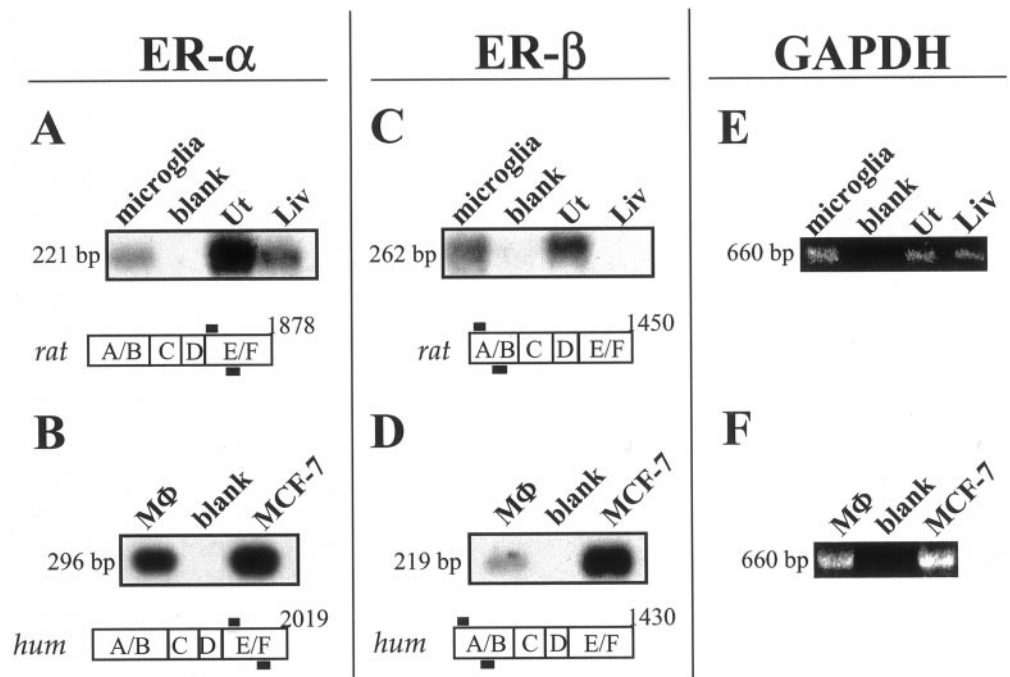 ER-α
ER-β
GAPDH
A
microglia
blank
Ut
Liv
221 bp
1878
rat
A/B C D E/F
B
MΦ
blank
MCF-7
296 bp
2019
hum
A/B C D E/F
C
microglia
blank
Ut
Liv
262 bp
1450
rat
A/B C D E/F
D
MΦ
blank
MCF-7
219 bp
1430
hum
A/B C D E/F
E
microglia
blank
Ut
Liv
660 bp
F
MΦ
blank
MCF-7
660 bp